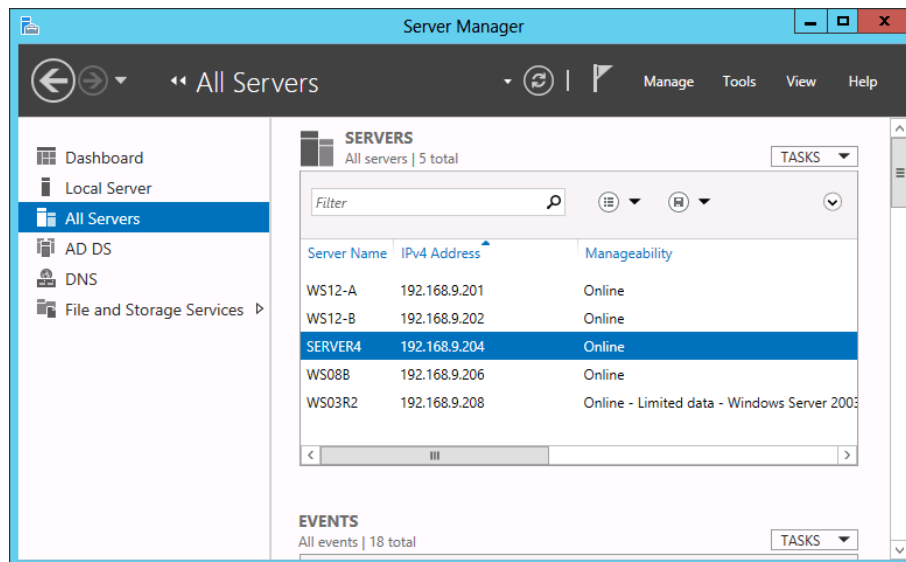 Server Manager
All Servers
Manage Tools View Help
Dashboard
Local Server
All Servers
AD DS
DNS
File and Storage Services
SERVERS
All servers | 5 total
TASKS
Filter
Server Name IPv4 Address Manageability
WS12-A 192.168.9.201 Online
WS12-B 192.168.9.202 Online
SERVER4 192.168.9.204 Online
WS08B 192.168.9.206 Online
WS03R2 192.168.9.208 Online - Limited data - Windows Server 2003
EVENTS
All events | 18 total
TASKS